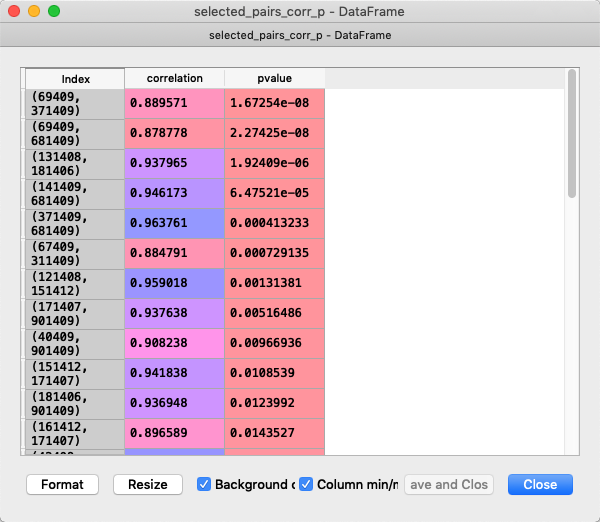 selected_pairs_corr_p - DataFrame
selected_pairs_corr_p - DataFrame
Index correlation pvalue
(69409,
371409) 0.889571 1.67254e-08
(69409,
681409) 0.878778 2.27425e-08
(131408,
181406) 0.937965 1.92409e-06
(141409,
681409) 0.946173 6.47521e-05
(371409,
681409) 0.963761 0.000413233
(67409,
311409) 0.884791 0.000729135
(121408,
151412) 0.959018 0.00131381
(171407,
901409) 0.937638 0.00516486
(40409,
901409) 0.908238 0.00966936
(151412,
171407) 0.941838 0.0108539
(181406,
901409) 0.936948 0.0123992
(161412,
171407) 0.896589 0.0143527
Format Resize Background c Column min/r ave and Clos Close